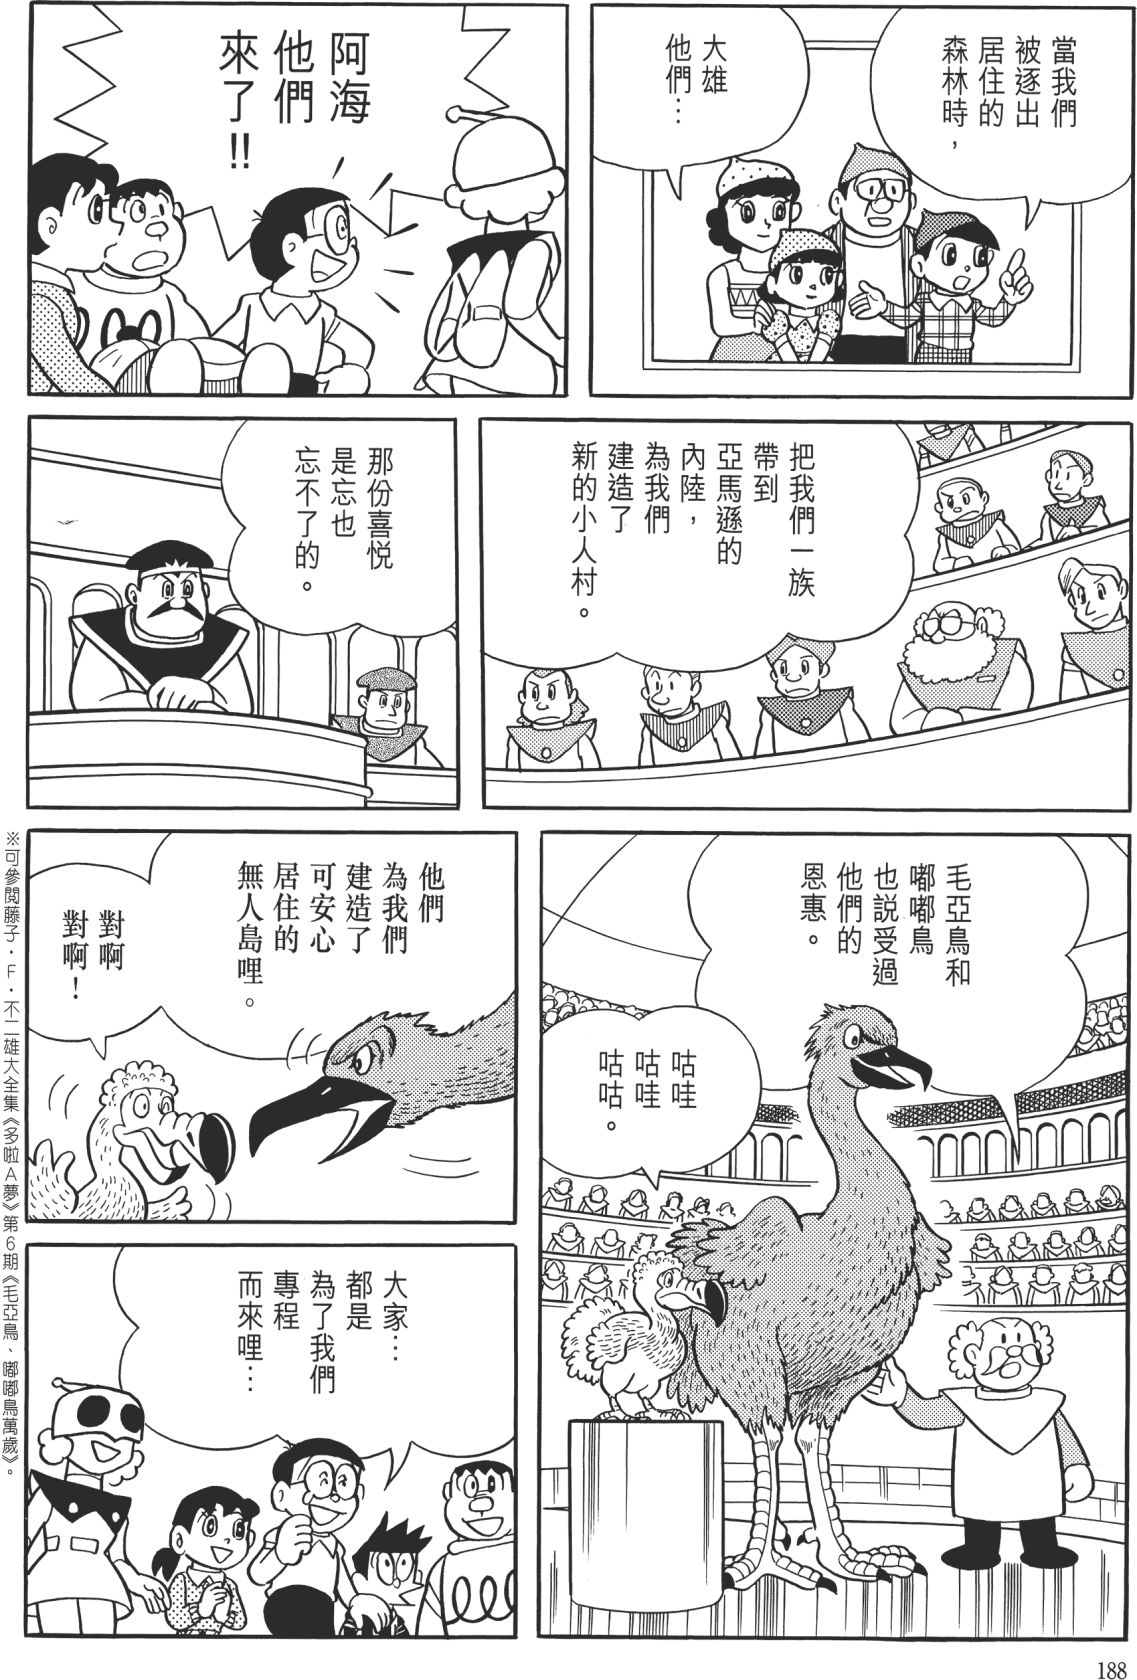 當我們
被逐出
居住的
森林時，
大雄
他們…
阿海
他們
來了!!
把我們一族
帶到
亞馬遜的
內陸，
為我們
建造了
新的小人村。
那份喜悅
是忘也
忘不了的。
毛亞鳥和
嘟嘟鳥
也説受過
他們的
恩惠。
咕哇
咕哇
咕咕。
他們
為我們
建造了
可安心
居住的
無人島哩。
對啊
對啊！
大家…
都是
為了我們
專程
而來哩…
※可參閱藤子・F・不二雄大全集《多啦A夢》第6期《毛亞鳥、嘟嘟鳥萬歲》。
188